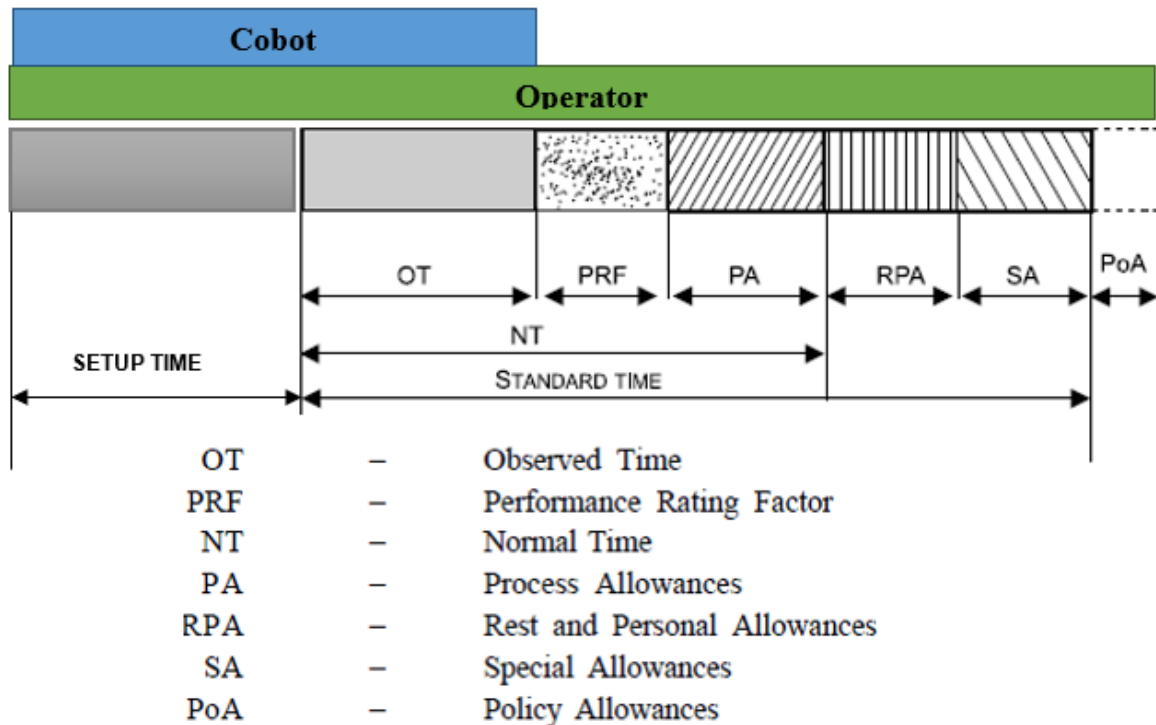 Cobot
Operator
OT PRF PA RPA SA PoA
NT
SETUP TIME
STANDARD TIME
OT – Observed Time
PRF – Performance Rating Factor
NT – Normal Time
PA – Process Allowances
RPA – Rest and Personal Allowances
SA – Special Allowances
PoA – Policy Allowances